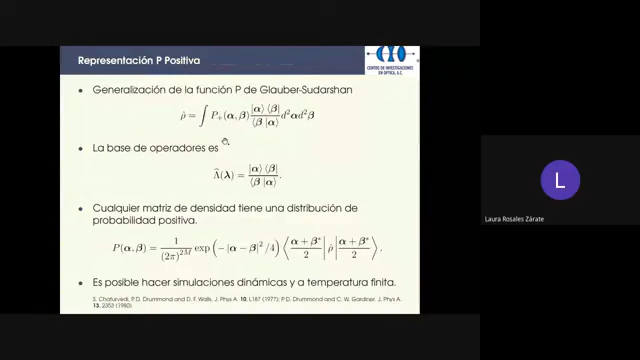 Representación P Positiva
CENTRO DE INVESTIGACIONES
EN ÓPTICA, A.C.
• Generalización de la función P de Glauber-Sudarshan
ρ̂ = ∫ P₊(α, β) |α⟩ ⟨β| / ⟨β |α⟩ d²αd²β
• La base de operadores es
Λ̂(λ) = |α⟩ ⟨β| / ⟨β |α⟩.
• Cualquier matriz de densidad tiene una distribución de
probabilidad positiva.
P(α, β) = 1 / (2π)^{2M} exp(−|α − β|² /4) ⟨ (α + β*) / 2 | ρ̂ | (α + β*) / 2 ⟩.
• Es posible hacer simulaciones dinámicas y a temperatura finita.
S. Chaturvedi, P.D. Drummond and D.F. Walls, J. Phys A. 10, L187 (1977); P.D. Drummond and C.W. Gardiner, J. Phys A.
13, 2353 (1980).
L
Laura Rosales Zárate